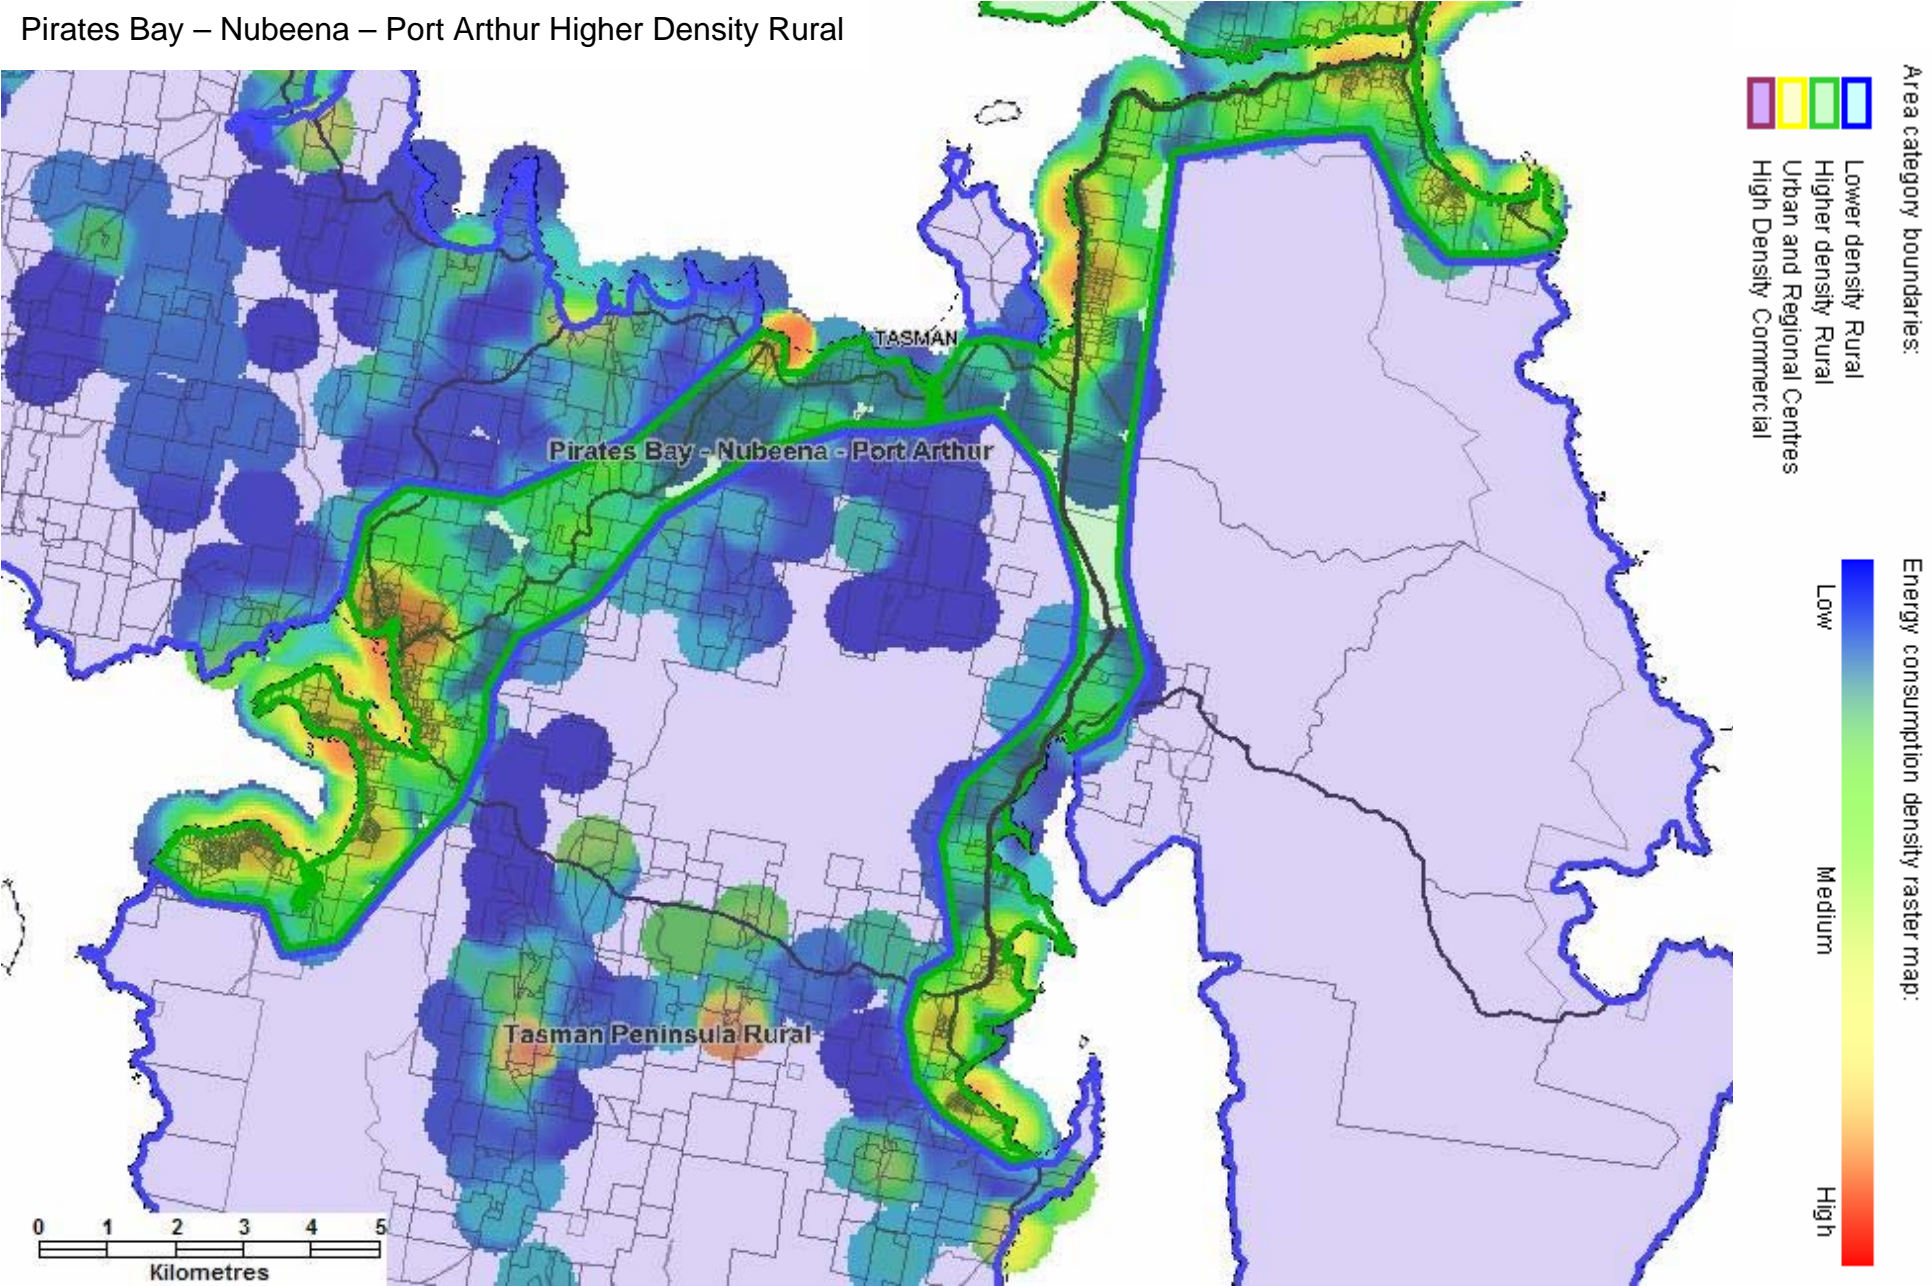 Pirates Bay – Nubeena – Port Arthur Higher Density Rural
Area category boundaries:
Lower density Rural
Higher density Rural
Urban and Regional Centres
High Density Commercial
TASMAN
Pirates Bay - Nubeena - Port Arthur
Energy consumption density raster map:
Low
Medium
High
3
Tasman Peninsula Rural
0 1 2 3 4 5
Kilometres